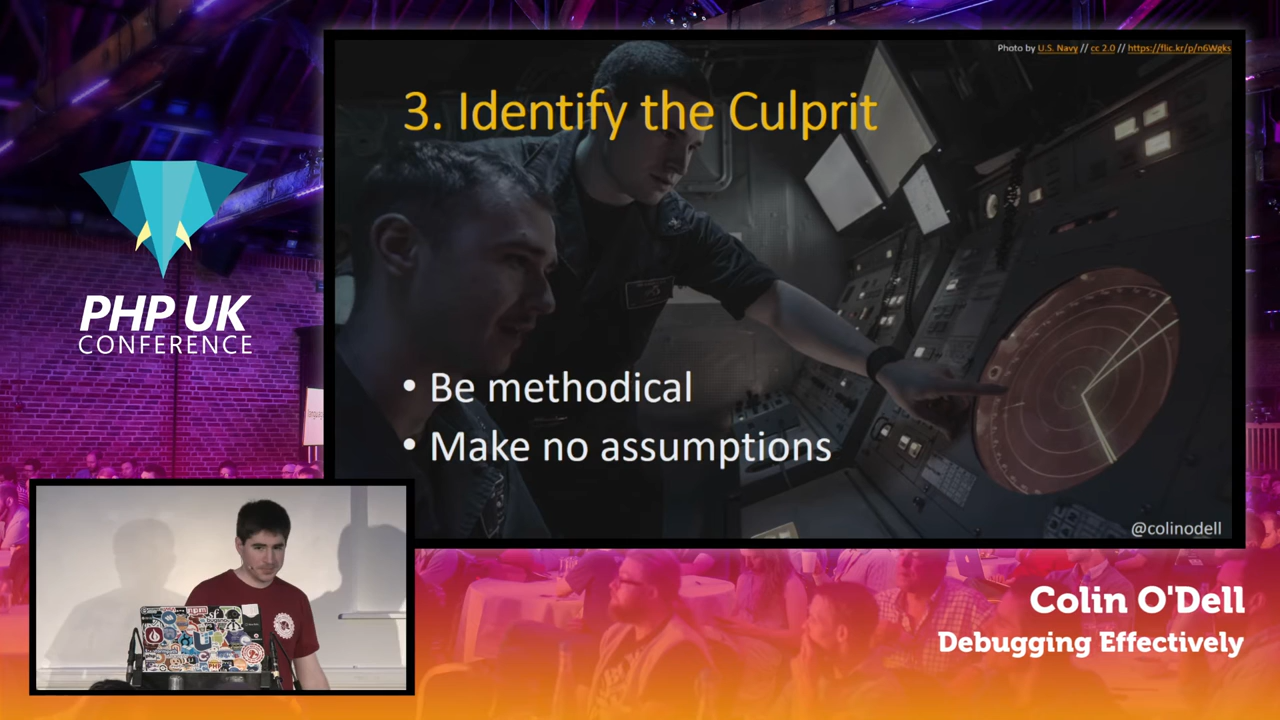 Photo by U.S. Navy // cc 2.0 // https://flic.kr/p/n6Wgks
3. Identify the Culprit
• Be methodical
• Make no assumptions
@colinodell
PHP UK
CONFERENCE
Colin O'Dell
Debugging Effectively